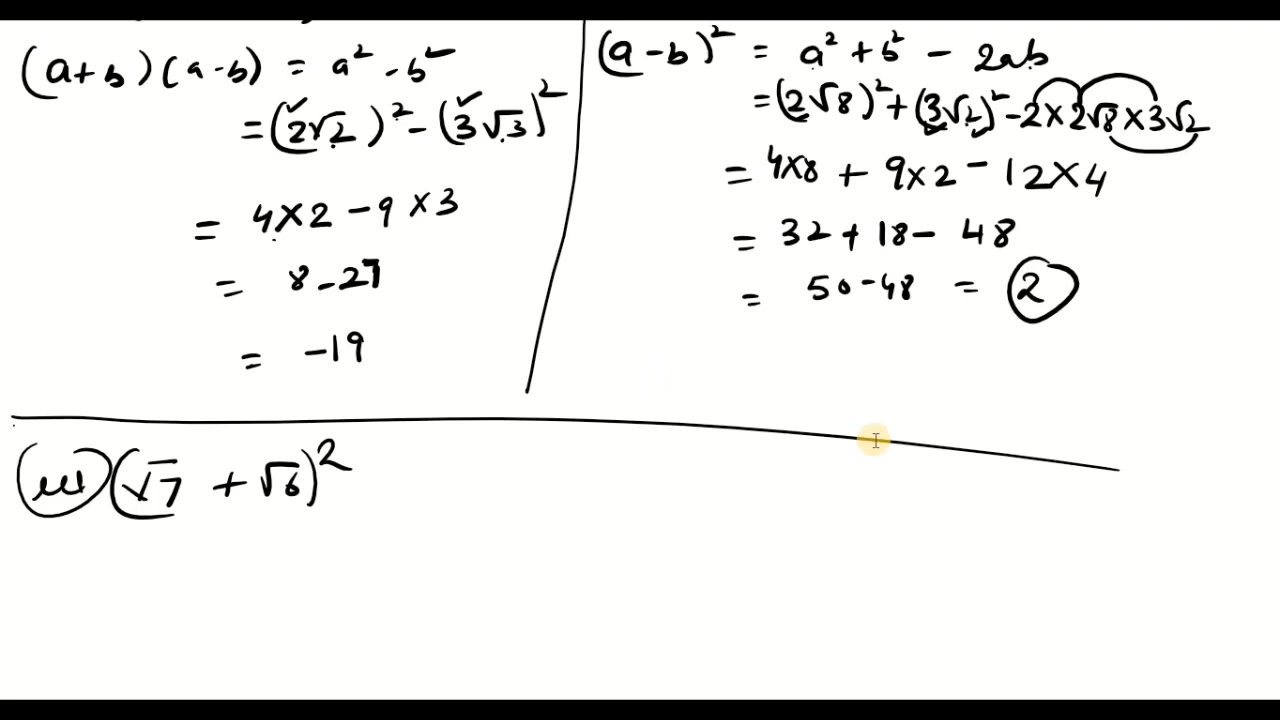 (a+b)(a-b) = a² - b²
= (2√2)² - (3√3)²
= 4×2 - 9×3
= 8-27
= -19
(a-b)² = a² + b² - 2ab
= (2√8)² + (3√2)² - 2×2√8×3√2
= 4×8 + 9×2 - 12×4
= 32+18- 48
= 50-48 = 2
(iii) (√7 + √6)²